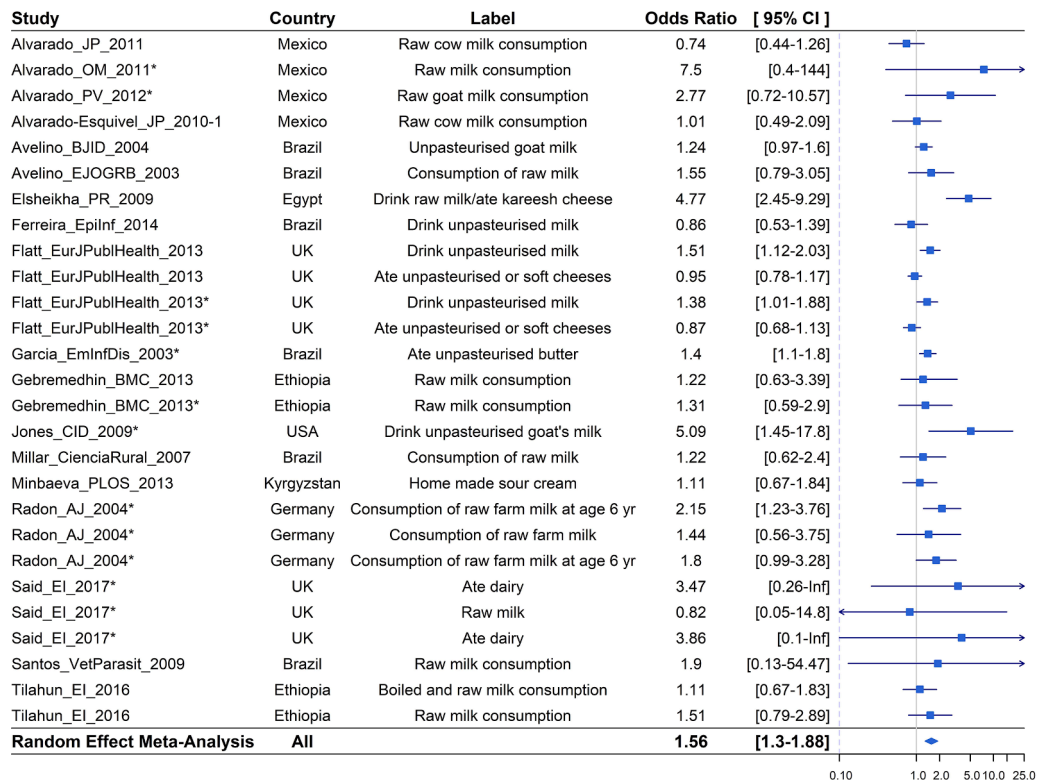 Study Country Label Odds Ratio [ 95% CI ]
Alvarado_JP_2011 Mexico Raw cow milk consumption 0.74 [0.44-1.26]
Alvarado_OM_2011* Mexico Raw milk consumption 7.5 [0.4-144]
Alvarado_PV_2012* Mexico Raw goat milk consumption 2.77 [0.72-10.57]
Alvarado-Esquivel_JP_2010-1 Mexico Raw cow milk consumption 1.01 [0.49-2.09]
Avelino_BJID_2004 Brazil Unpasteurised goat milk 1.24 [0.97-1.6]
Avelino_EJOGRB_2003 Brazil Consumption of raw milk 1.55 [0.79-3.05]
Elsheikha_PR_2009 Egypt Drink raw milk/ate kareesh cheese 4.77 [2.45-9.29]
Ferreira_EpiInf_2014 Brazil Drink unpasteurised milk 0.86 [0.53-1.39]
Flatt_EurJPublHealth_2013 UK Drink unpasteurised milk 1.51 [1.12-2.03]
Flatt_EurJPublHealth_2013 UK Ate unpasteurised or soft cheeses 0.95 [0.78-1.17]
Flatt_EurJPublHealth_2013* UK Drink unpasteurised milk 1.38 [1.01-1.88]
Flatt_EurJPublHealth_2013* UK Ate unpasteurised or soft cheeses 0.87 [0.68-1.13]
Garcia_EmInfDis_2003* Brazil Ate unpasteurised butter 1.4 [1.1-1.8]
Gebremedhin_BMC_2013 Ethiopia Raw milk consumption 1.22 [0.63-3.39]
Gebremedhin_BMC_2013* Ethiopia Raw milk consumption 1.31 [0.59-2.9]
Jones_CID_2009* USA Drink unpasteurised goat's milk 5.09 [1.45-17.8]
Millar_CienciaRural_2007 Brazil Consumption of raw milk 1.22 [0.62-2.4]
Minbaeva_PLOS_2013 Kyrgyzstan Home made sour cream 1.11 [0.67-1.84]
Radon_AJ_2004* Germany Consumption of raw farm milk at age 6 yr 2.15 [1.23-3.76]
Radon_AJ_2004* Germany Consumption of raw farm milk 1.44 [0.56-3.75]
Radon_AJ_2004* Germany Consumption of raw farm milk at age 6 yr 1.8 [0.99-3.28]
Said_EI_2017* UK Ate dairy 3.47 [0.26-Inf]
Said_EI_2017* UK Raw milk 0.82 [0.05-14.8]
Said_EI_2017* UK Ate dairy 3.86 [0.1-Inf]
Santos_VetParasit_2009 Brazil Raw milk consumption 1.9 [0.13-54.47]
Tilahun_EI_2016 Ethiopia Boiled and raw milk consumption 1.11 [0.67-1.83]
Tilahun_EI_2016 Ethiopia Raw milk consumption 1.51 [0.79-2.89]
Random Effect Meta-Analysis All 1.56 [1.3-1.88]
0.10 1.0 2.0 5.0 10.0 25.0